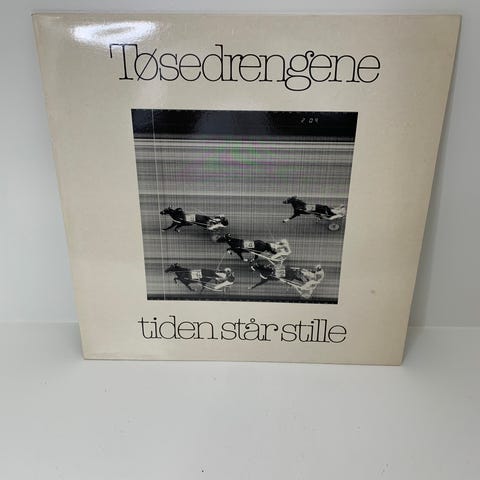 Tøsedrengene
2 04
tiden står stille